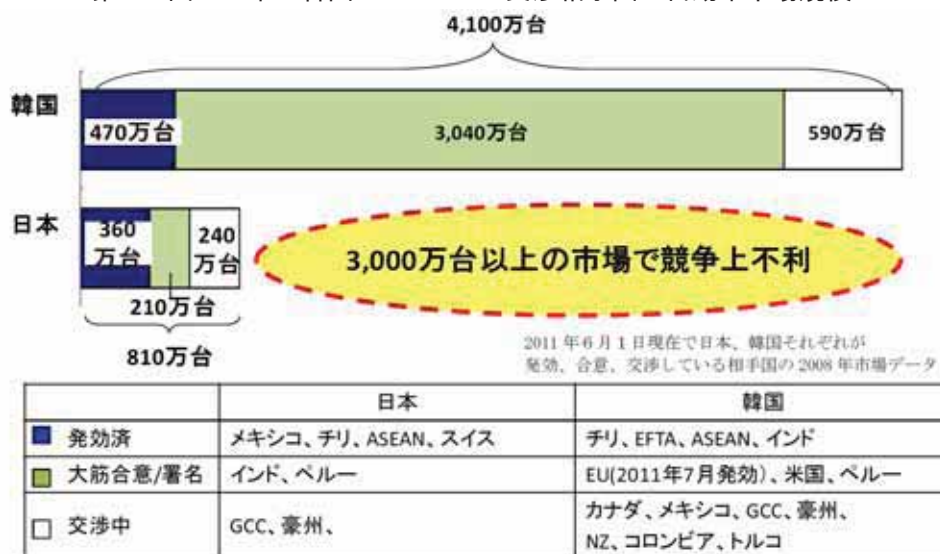 4,100万台
韓国
470万台
3,040万台
590万台
日本
360
万台
240
万台
210万台
810万台
3,000万台以上の市場で競争上不利
2011年6月1日現在で日本、韓国それぞれが
発効、合意、交渉している相手国の2008年市場データ
日本 韓国
発効済 メキシコ、チリ、ASEAN、スイス チリ、EFTA、ASEAN、インド
大筋合意/署名 インド、ペルー EU(2011年7月発効)、米国、ペルー
交渉中 GCC、豪州、 カナダ、メキシコ、GCC、豪州、
NZ、コロンビア、トルコ